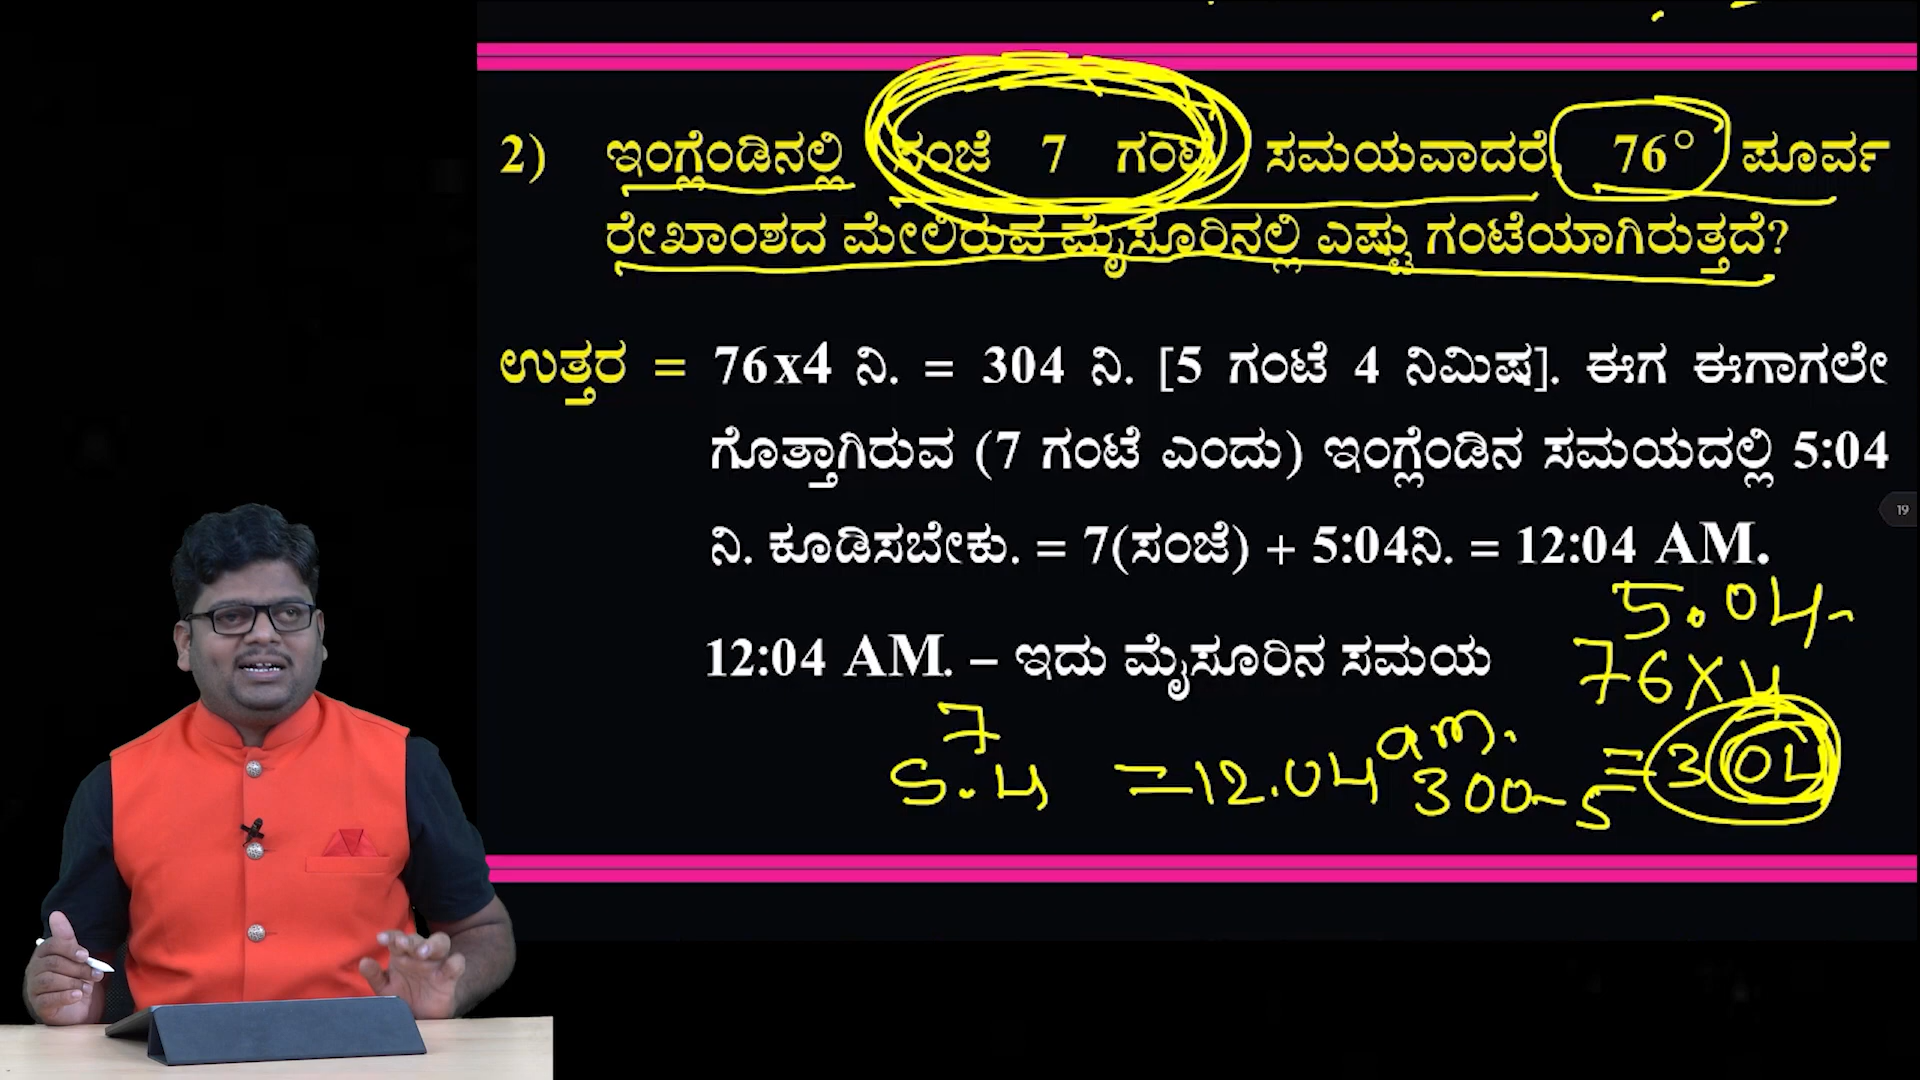 2) ಇಂಗ್ಲೆಂಡಿನಲ್ಲಿ ಸಂಜೆ 7 ಗಂಟೆ ಸಮಯವಾದರೆ, 76° ಪೂರ್ವ
ರೇಖಾಂಶದ ಮೇಲಿರುವ ಮೈಸೂರಿನಲ್ಲಿ ಎಷ್ಟು ಗಂಟೆಯಾಗಿರುತ್ತದೆ?
ಉತ್ತರ = 76x4 ನಿ. = 304 ನಿ. [5 ಗಂಟೆ 4 ನಿಮಿಷ]. ಈಗ ಈಗಾಗಲೇ
ಗೊತ್ತಾಗಿರುವ (7 ಗಂಟೆ ಎಂದು) ಇಂಗ್ಲೆಂಡಿನ ಸಮಯದಲ್ಲಿ 5:04
19
ನಿ. ಕೂಡಿಸಬೇಕು. = 7(ಸಂಜೆ) + 5:04ನಿ. = 12:04 AM.
5.04
12:04 AM. – ಇದು ಮೈಸೂರಿನ ಸಮಯ
76x4
7
5.4 =12.04 am.
300-5 =304